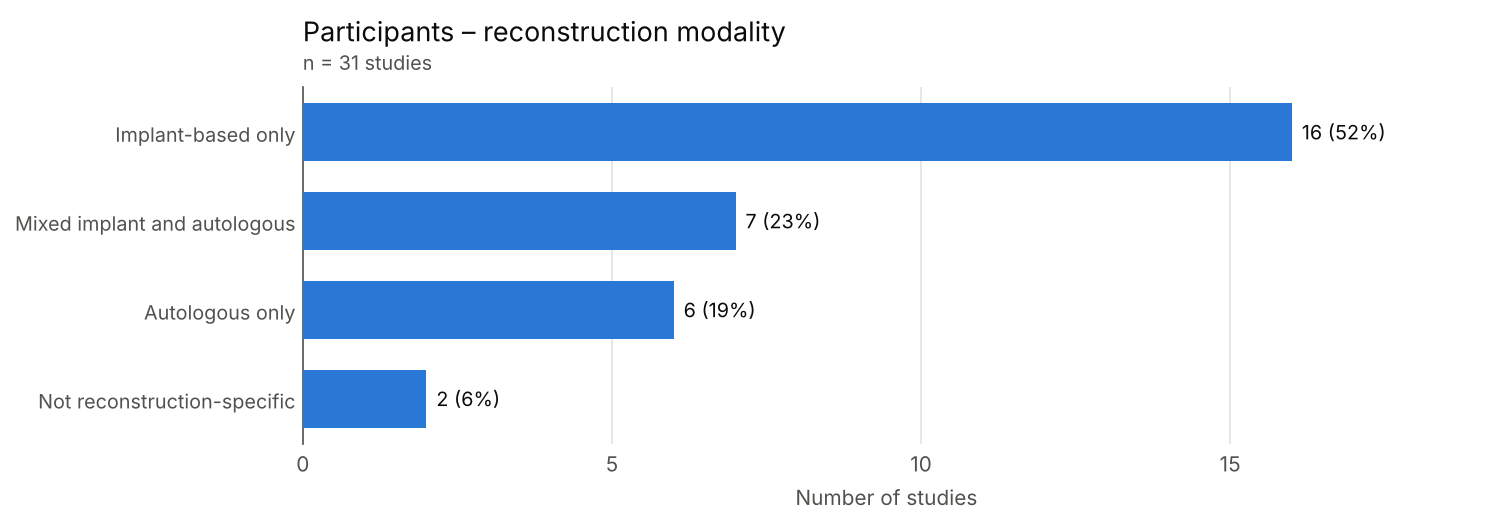 Participants – reconstruction modality
n = 31 studies
Implant-based only
16 (52%)
Mixed implant and autologous
7 (23%)
Autologous only
6 (19%)
Not reconstruction-specific
2 (6%)
0 5 10 15
Number of studies